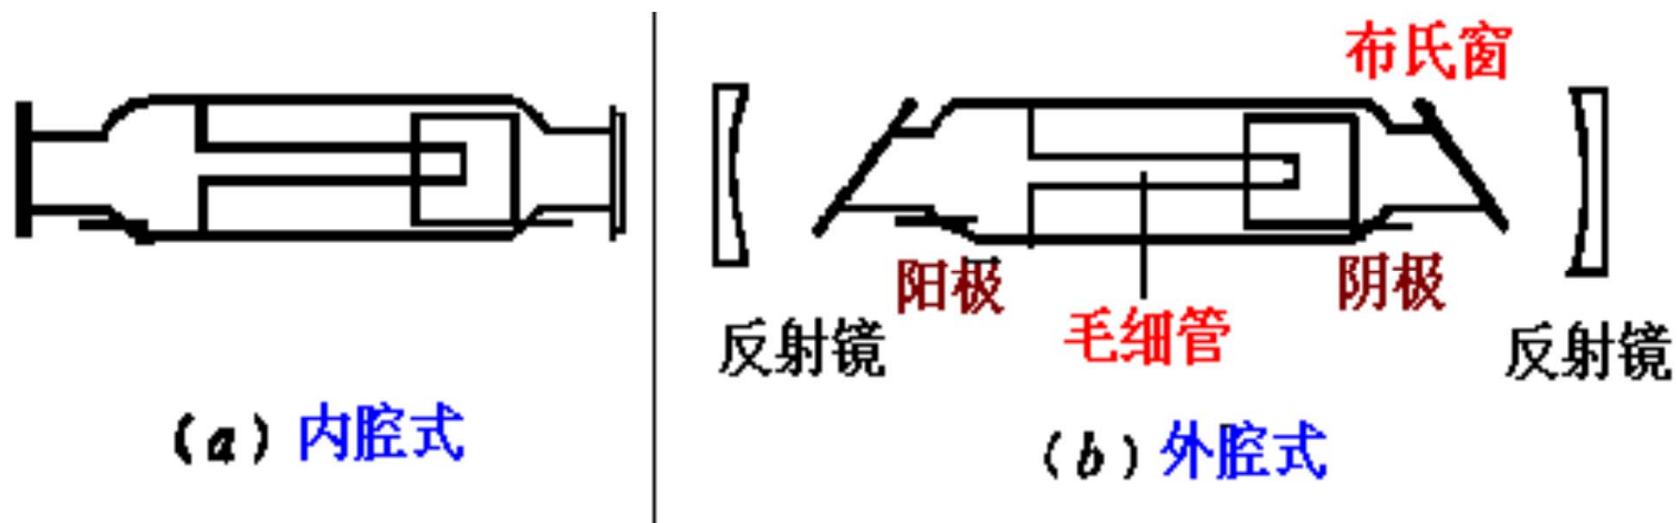 布氏窗
阳极
阴极
毛细管
反射镜
反射镜
(a) 内腔式
(b) 外腔式